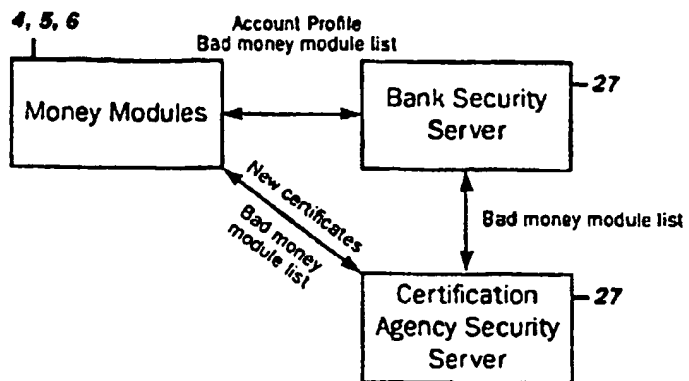 4, 5, 6
Account Profile
Bad money module list
Money Modules
Bank Security
Server
27
New certificates
Bad money
module list
Bad money module list
Certification
Agency Security
Server
27